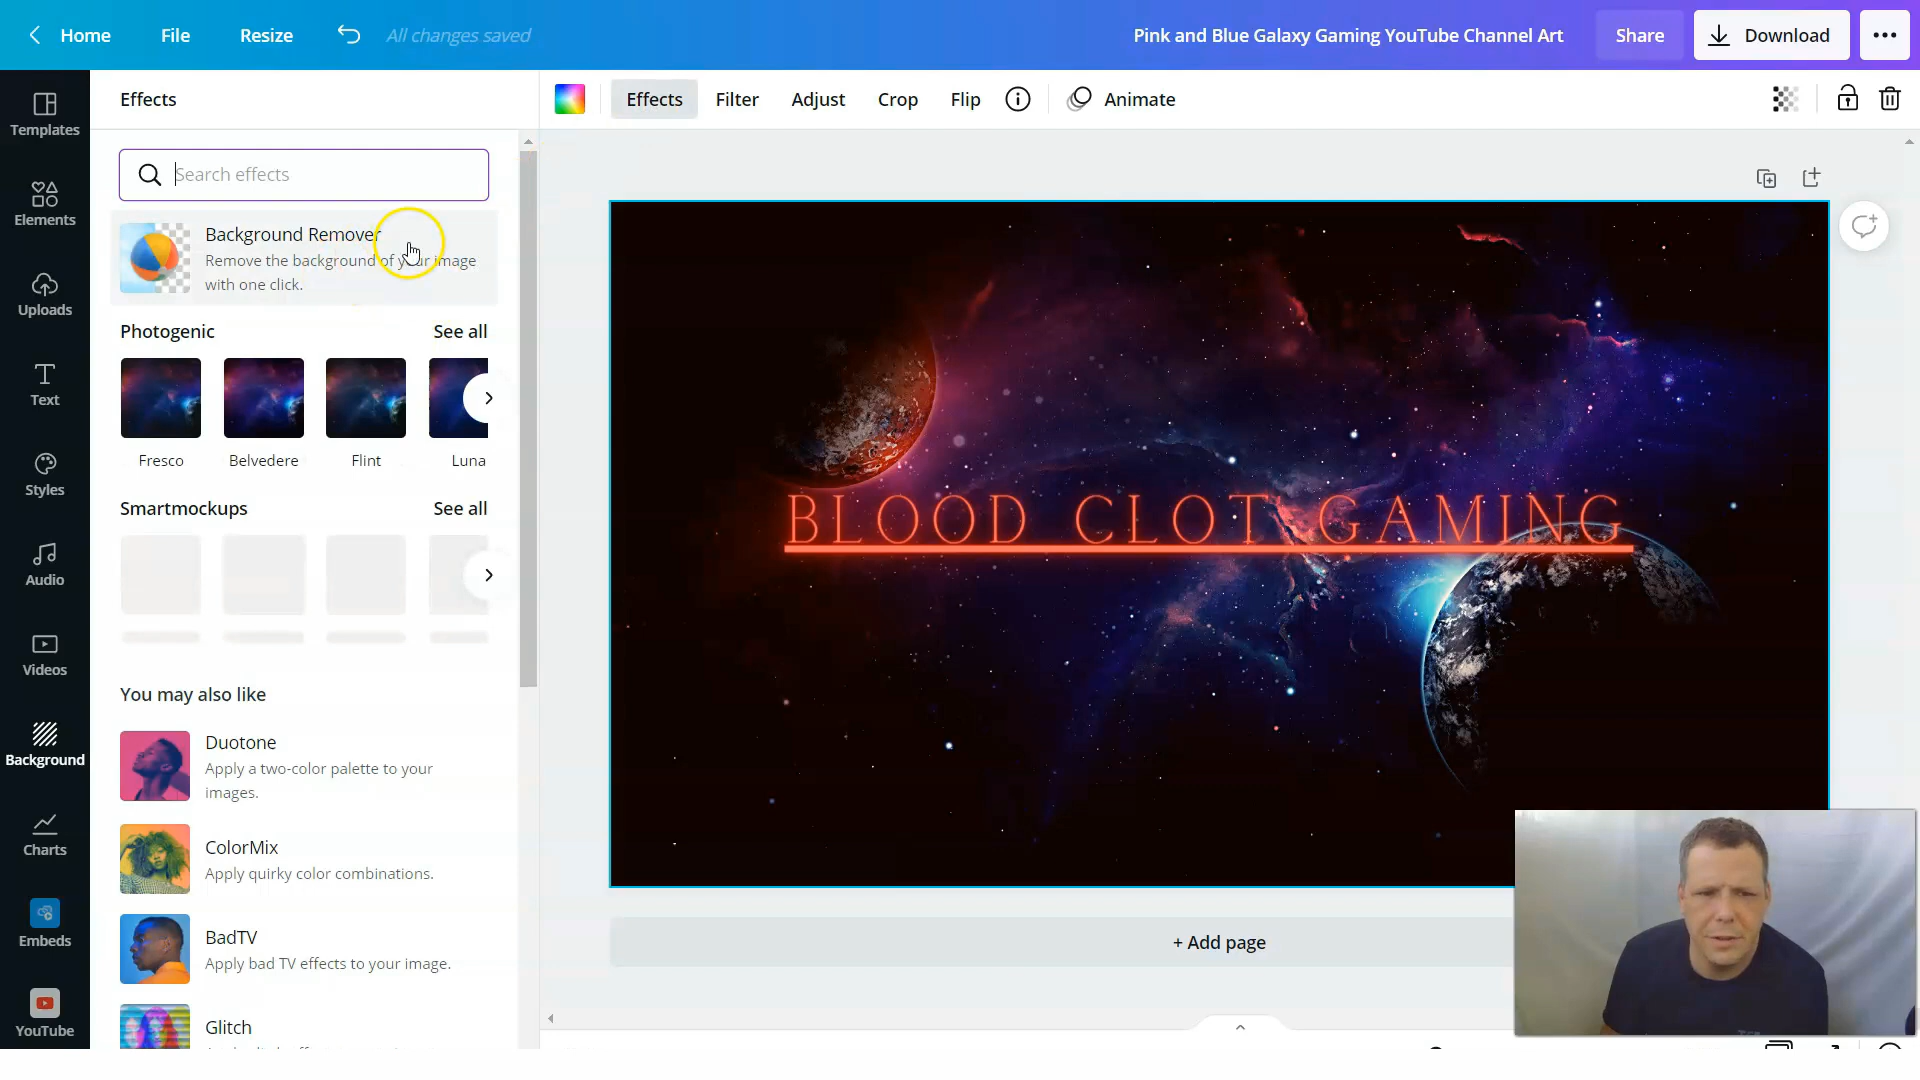 Home File Resize All changes saved Pink and Blue Galaxy Gaming YouTube Channel Art Share Download
Templates
Elements
Uploads
Text
Styles
Audio
Videos
Background
Charts
Embeds
YouTube
Effects
Search effects
Background Remover
Remove the background of your image
with one click.
Photogenic See all
Fresco Belvedere Flint Luna
Smartmockups See all
You may also like
Duotone
Apply a two-color palette to your
images.
ColorMix
Apply quirky color combinations.
BadTV
Apply bad TV effects to your image.
Glitch
Effects Filter Adjust Crop Flip Animate
BLOOD CLOT GAMING
+ Add page